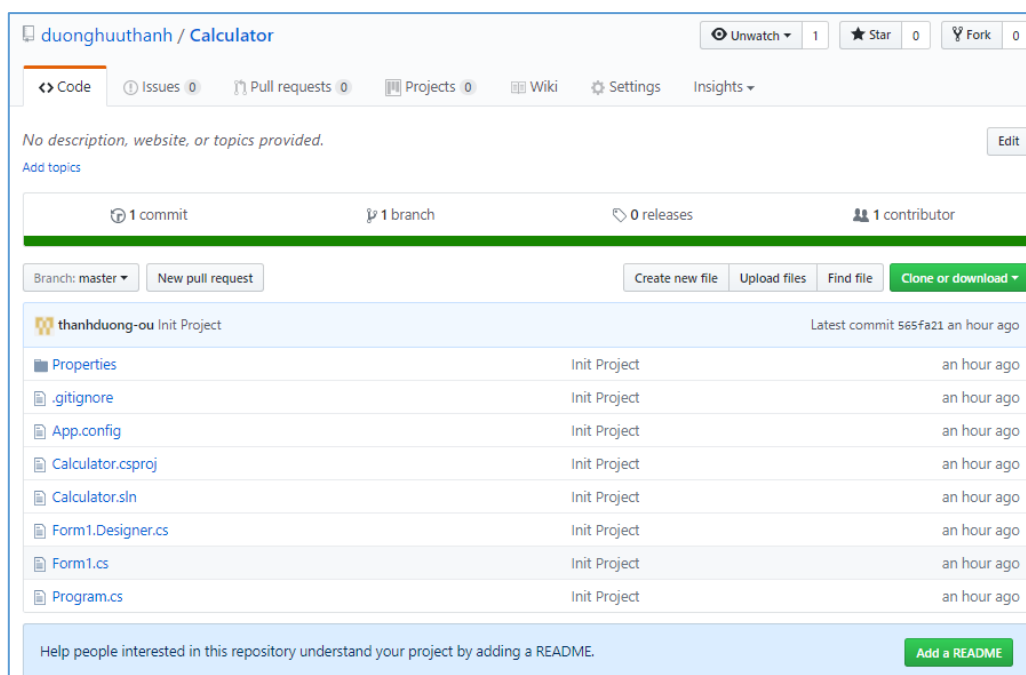 duonghuuthanh / Calculator Unwatch 1 Star 0 Fork 0
Code Issues 0 Pull requests 0 Projects 0 Wiki Settings Insights
No description, website, or topics provided. Edit
Add topics
1 commit 1 branch 0 releases 1 contributor
Branch: master New pull request Create new file Upload files Find file Clone or download
thanhduong-ou Init Project Latest commit 565fa21 an hour ago
Properties Init Project an hour ago
.gitignore Init Project an hour ago
App.config Init Project an hour ago
Calculator.csproj Init Project an hour ago
Calculator.sln Init Project an hour ago
Form1.Designer.cs Init Project an hour ago
Form1.cs Init Project an hour ago
Program.cs Init Project an hour ago
Help people interested in this repository understand your project by adding a README. Add a README